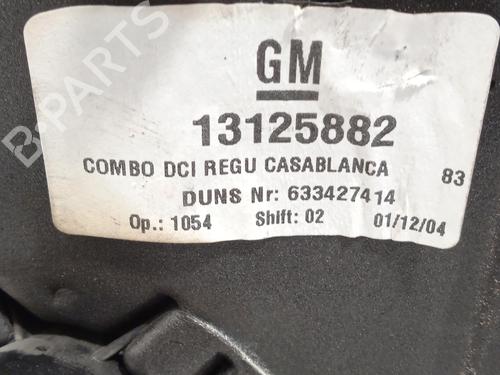 GM
13125882
COMBO DCI REGU CASABLANCA 83
DUNS Nr: 633427414
Op.: 1054 Shift: 02 01/12/04
B-PARTS